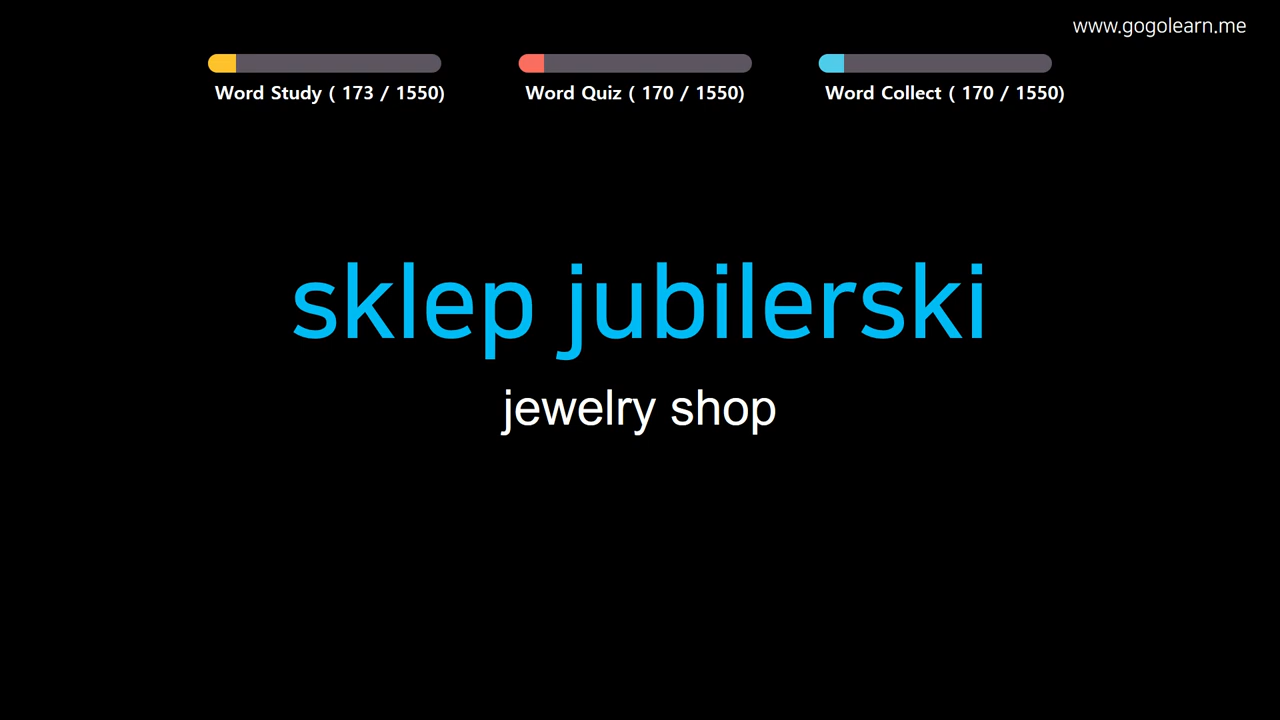 www.gogolearn.me
Word Study ( 173 / 1550)
Word Quiz ( 170 / 1550)
Word Collect ( 170 / 1550)
sklep jubilerski
jewelry shop